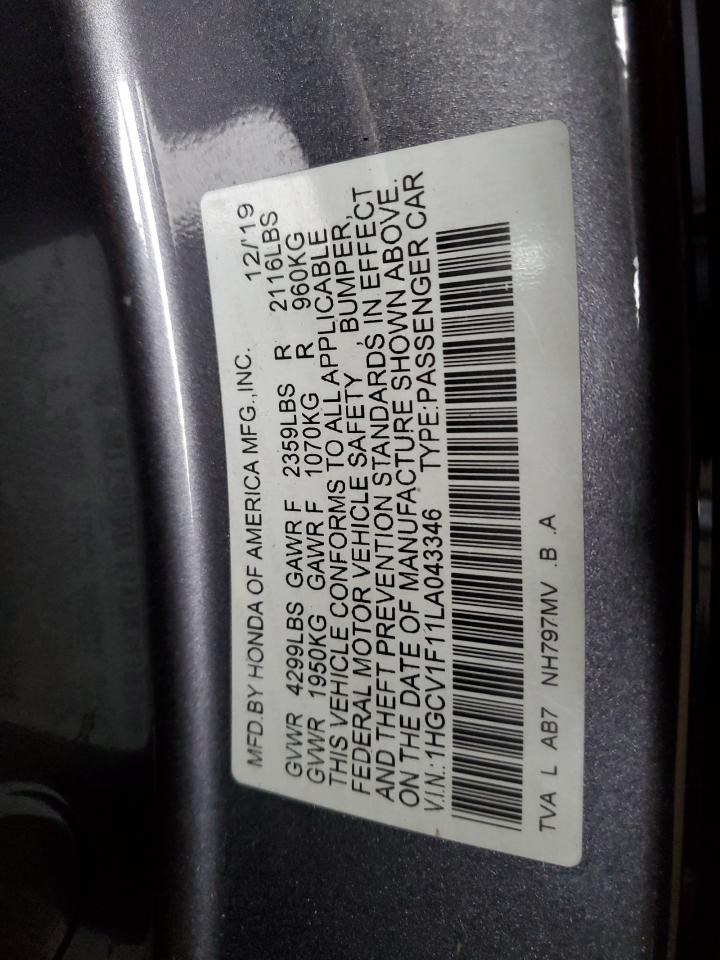 MFD.BY HONDA OF AMERICA MFG.,INC. 12/'19
GVWR 4299LBS GAWR F 2359LBS R 2116LBS
GVWR 1950KG GAWR F 1070KG R 960KG
THIS VEHICLE CONFORMS TO ALL APPLICABLE
FEDERAL MOTOR VEHICLE SAFETY , BUMPER,
AND THEFT PREVENTION STANDARDS IN EFFECT
ON THE DATE OF MANUFACTURE SHOWN ABOVE.
V.I.N.:1HGCV1F11LA043346 TYPE:PASSENGER CAR
TVA L AB7 NH797MV .B .A